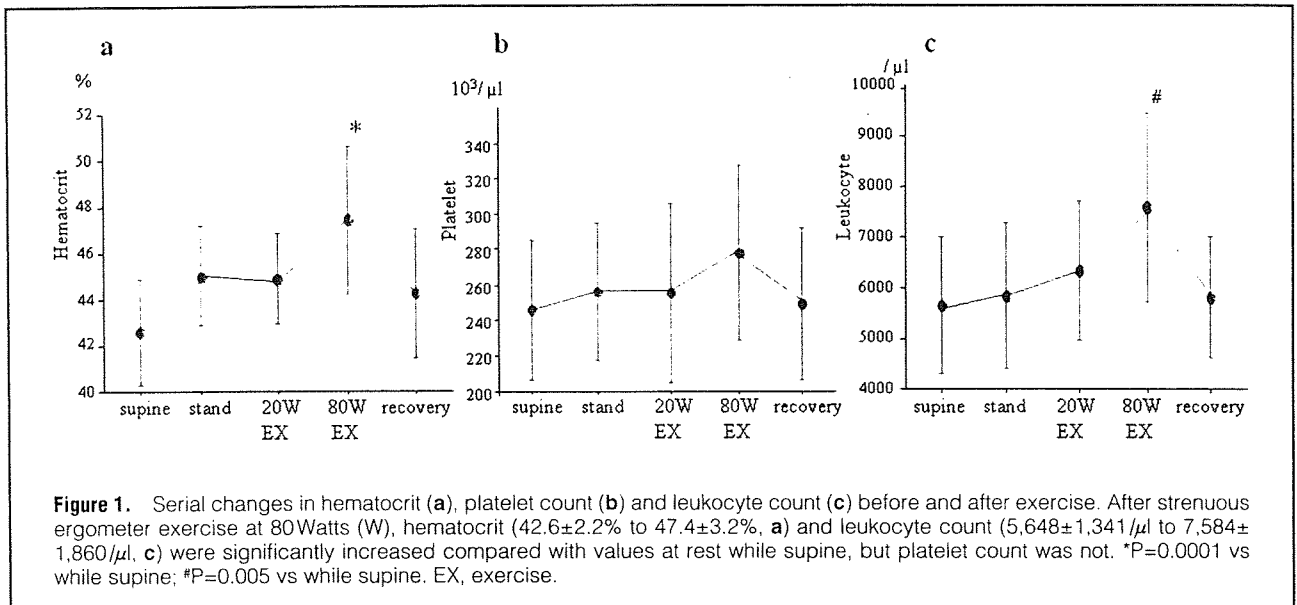 a
b
c
%
10³/µl
/µl
Hematocrit
52
50
48
46
44
42
40
*
supine
stand
20W
EX
80W
EX
recovery
Platelet
340
320
300
280
260
240
220
200
supine
stand
20W
EX
80W
EX
recovery
Leukocyte
10000
9000
8000
7000
6000
5000
4000
#
supine
stand
20W
EX
80W
EX
recovery
Figure 1. Serial changes in hematocrit (a), platelet count (b) and leukocyte count (c) before and after exercise. After strenuous
ergometer exercise at 80 Watts (W), hematocrit (42.6±2.2% to 47.4±3.2%, a) and leukocyte count (5,648±1,341/µl to 7,584±
1,860/µl, c) were significantly increased compared with values at rest while supine, but platelet count was not. *P=0.0001 vs
while supine; #P=0.005 vs while supine. EX, exercise.